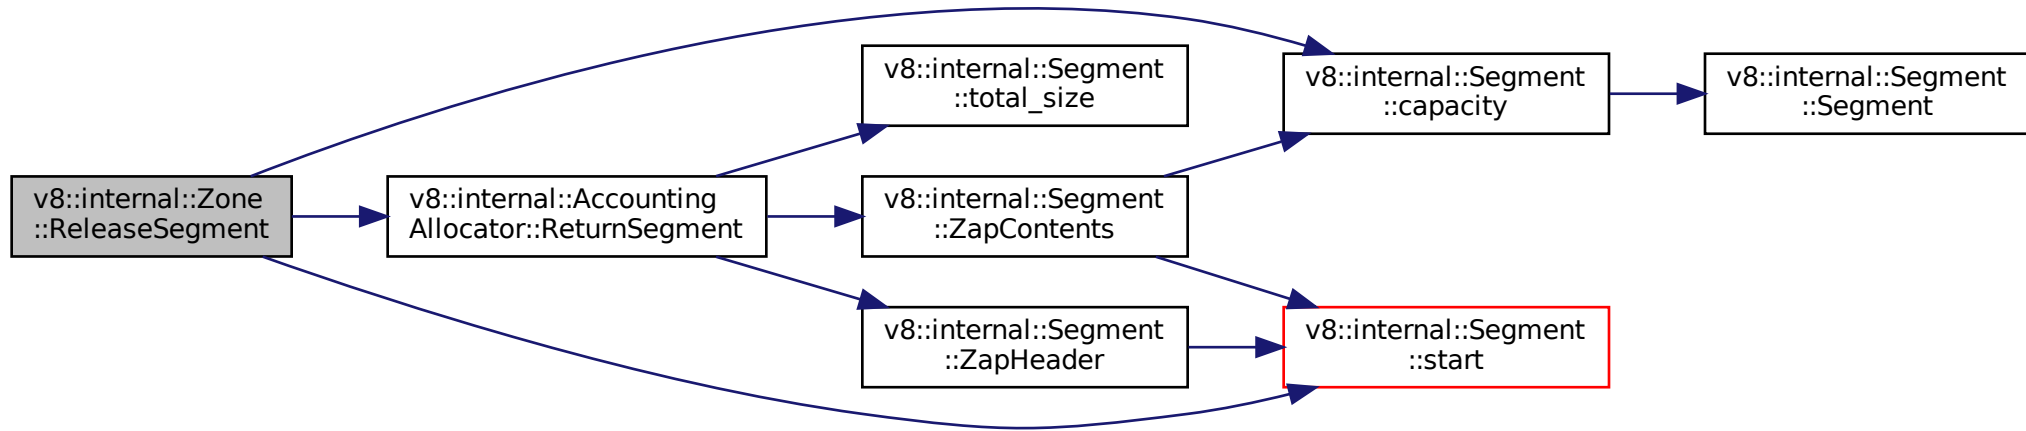 v8::internal::Zone
::ReleaseSegment
v8::internal::Accounting
Allocator::ReturnSegment
v8::internal::Segment
::total_size
v8::internal::Segment
::ZapContents
v8::internal::Segment
::ZapHeader
v8::internal::Segment
::capacity
v8::internal::Segment
::start
v8::internal::Segment
::Segment